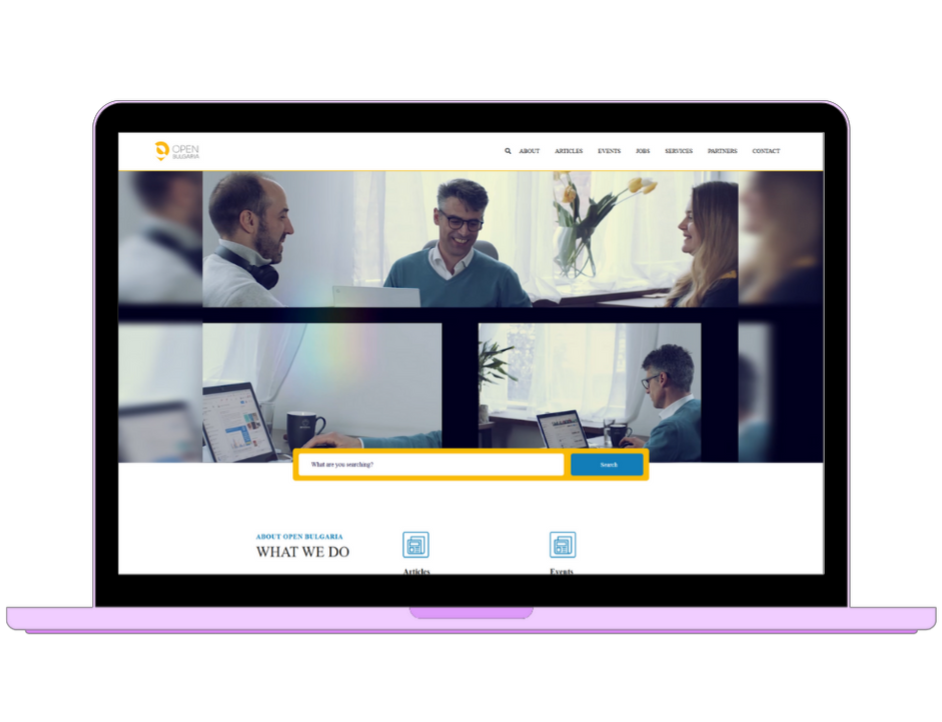 OPEN
BULGARIA
ABOUT ARTICLES EVENTS JOBS SERVICES PARTNERS CONTACT
What are you searching?
Search
ABOUT OPEN BULGARIA
WHAT WE DO
Articles
Events